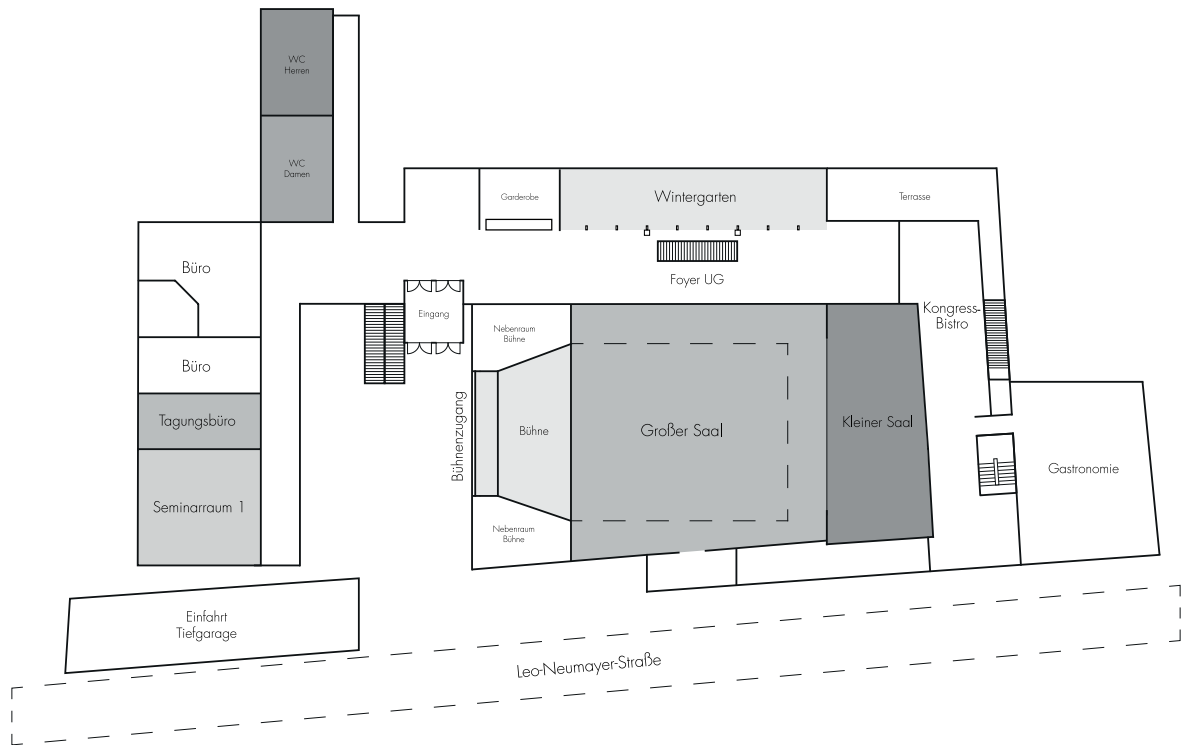 WC
Herren
WC
Damen
Garderobe
Wintergarten
Terrasse
Büro
Foyer UG
Eingang
Kongress-
Bistro
Nebenraum
Bühne
Büro
Tagungsbüro
Bühnenzugang
Bühne
Großer Saal
Kleiner Saal
Gastronomie
Seminarraum 1
Nebenraum
Bühne
Einfahrt
Tiefgarage
Leo-Neumayer-Straße